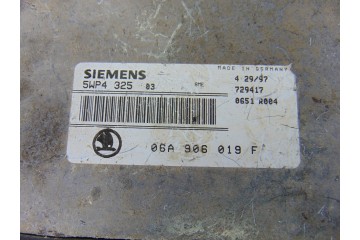 MADE IN GERMANY
SIEMENS
4 29/97
5WP4 325 03
729417
0651 R004
06A 906 019 F